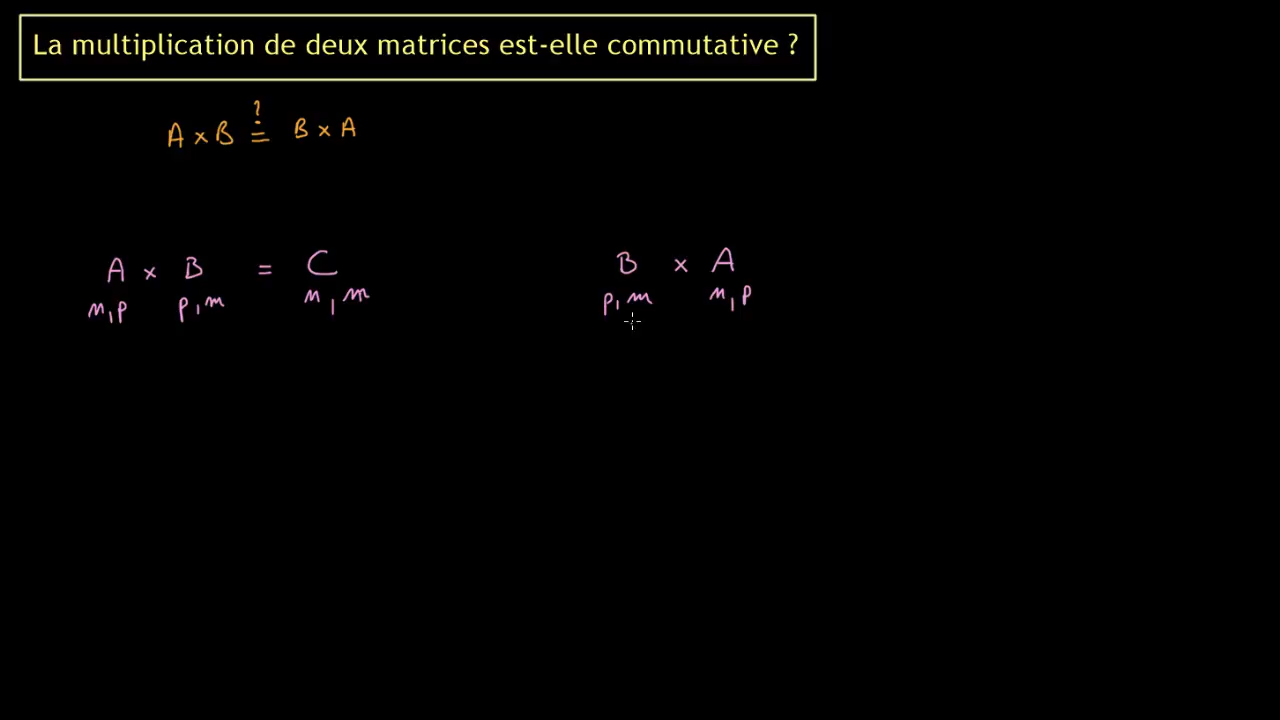 La multiplication de deux matrices est-elle commutative ?
A × B ?= B × A
A × B = C B × A
n,p p,m n,m p,m n,p